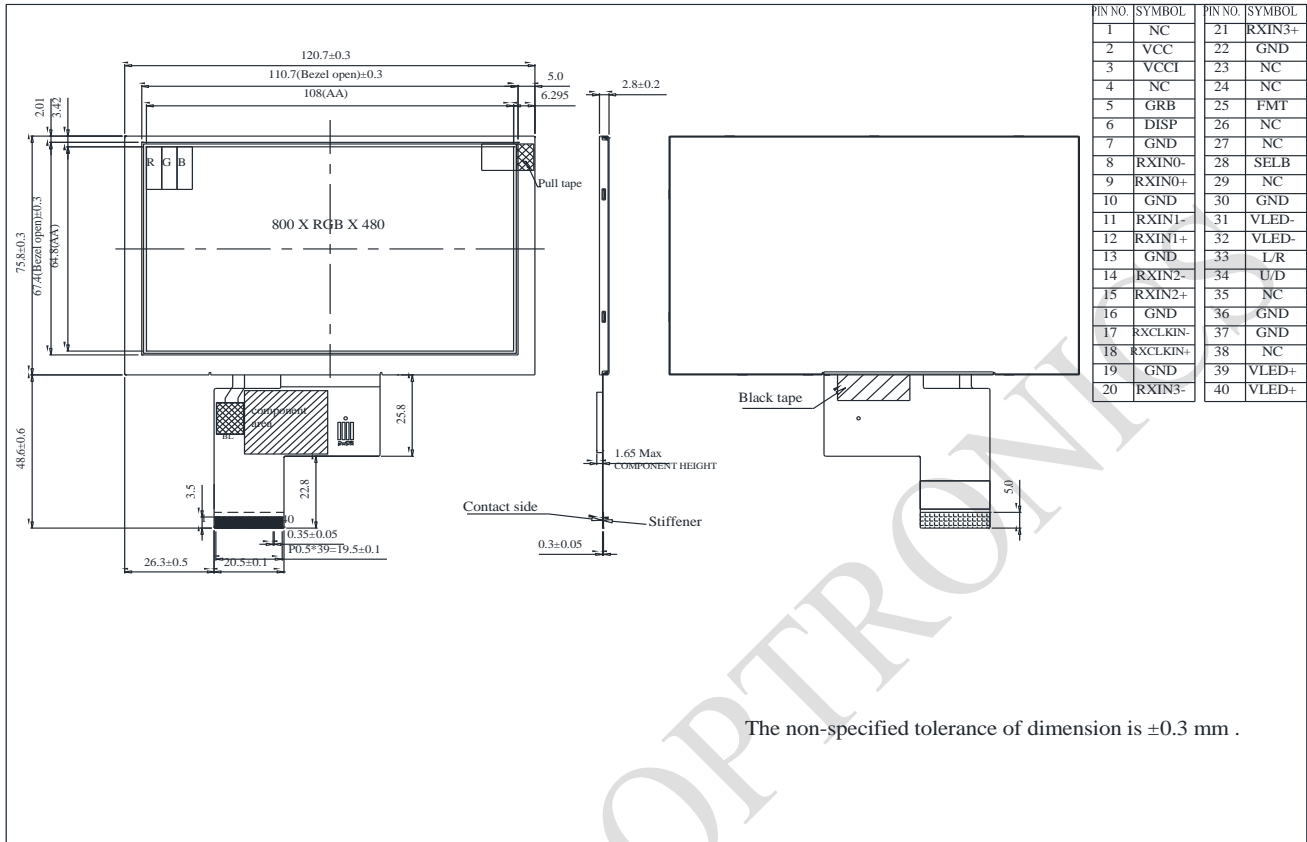 PIN NO. SYMBOL PIN NO. SYMBOL
1 NC 21 RXIN3+
2 VCC 22 GND
3 VCCI 23 NC
4 NC 24 NC
5 GRB 25 FMT
6 DISP 26 NC
7 GND 27 NC
8 RXIN0- 28 SELB
9 RXIN0+ 29 NC
10 GND 30 GND
11 RXIN1- 31 VLED-
12 RXIN1+ 32 VLED-
13 GND 33 L/R
14 RXIN2- 34 U/D
15 RXIN2+ 35 NC
16 GND 36 GND
17 RXCLKIN- 37 GND
18 RXCLKIN+ 38 NC
19 GND 39 VLED+
20 RXIN3- 40 VLED+
120.7±0.3
110.7(Bezel open)±0.3 5.0
108(AA) 6.295
2.8±0.2
2.01
3.42
R G B
Pull tape
800 X RGB X 480
75.8±0.3
67.4(Bezel open)±0.3
64.8(AA)
component
area
BL
25.8
48.6±0.6
22.8
3.5
40
0.35±0.05
P0.5*39=19.5±0.1
26.3±0.5 20.5±0.1
1.65 Max
COMPONENT HEIGHT
Contact side
Stiffener
0.3±0.05
Black tape
5.0
The non-specified tolerance of dimension is ±0.3 mm .
OPTRONICS